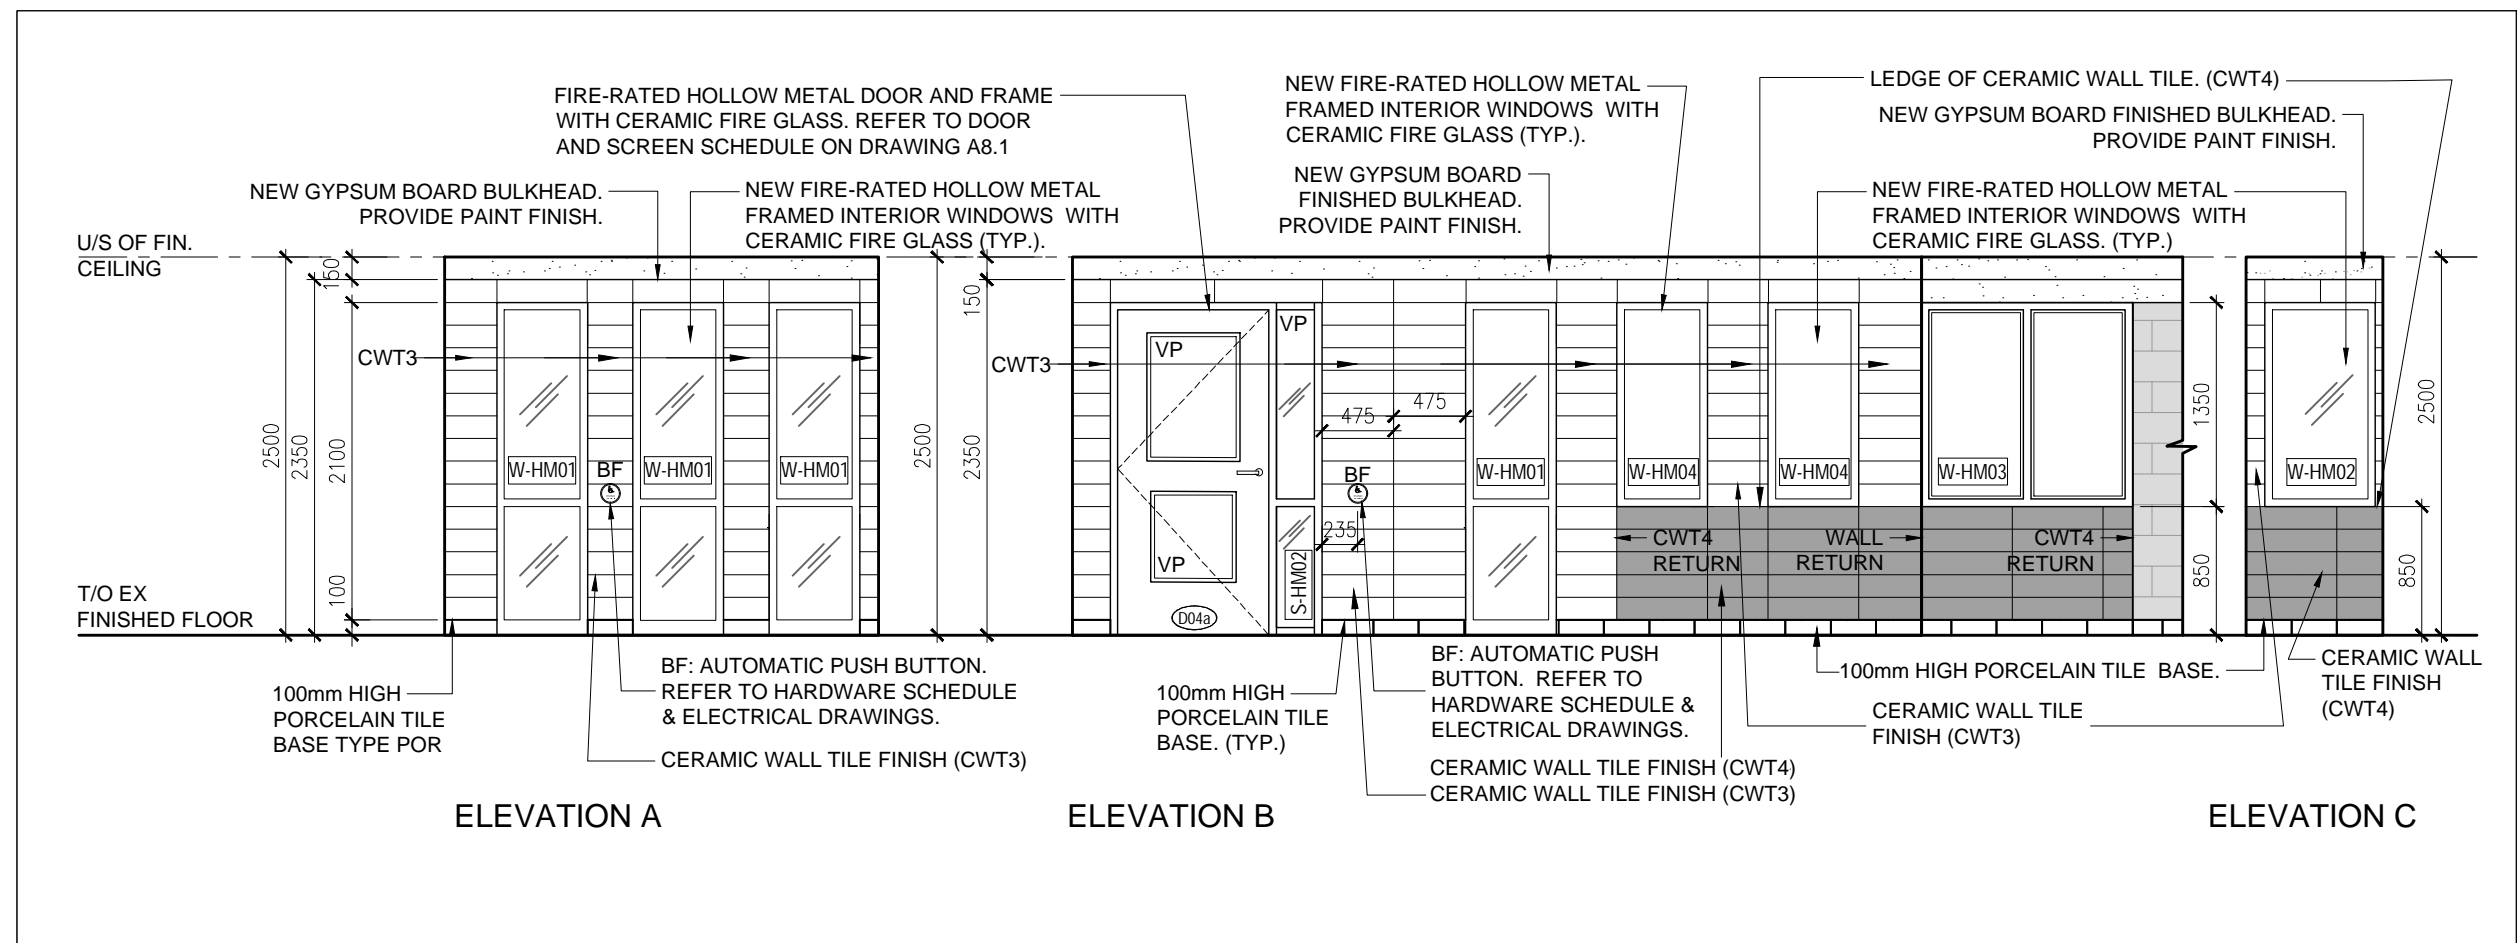 FIRE-RATED HOLLOW METAL DOOR AND FRAME
WITH CERAMIC FIRE GLASS. REFER TO DOOR
AND SCREEN SCHEDULE ON DRAWING A8.1
NEW GYPSUM BOARD BULKHEAD.
PROVIDE PAINT FINISH.
NEW FIRE-RATED HOLLOW METAL
FRAMED INTERIOR WINDOWS WITH
CERAMIC FIRE GLASS (TYP.).
NEW FIRE-RATED HOLLOW METAL
FRAMED INTERIOR WINDOWS WITH
CERAMIC FIRE GLASS (TYP.).
NEW GYPSUM BOARD
FINISHED BULKHEAD.
PROVIDE PAINT FINISH.
LEDGE OF CERAMIC WALL TILE. (CWT4)
NEW GYPSUM BOARD FINISHED BULKHEAD.
PROVIDE PAINT FINISH.
NEW FIRE-RATED HOLLOW METAL
FRAMED INTERIOR WINDOWS WITH
CERAMIC FIRE GLASS. (TYP.)
U/S OF FIN.
CEILING
T/O EX
FINISHED FLOOR
2500
2350
150
2100
100
CWT3
W-HM01
BF
W-HM01
W-HM01
2500
150
2350
CWT3
VP
VP
VP
D04a
S-HM02
475
475
BF
235
W-HM01
W-HM04
W-HM04
W-HM03
CWT4
RETURN
WALL
RETURN
CWT4
RETURN
1350
850
W-HM02
2500
850
100mm HIGH
PORCELAIN TILE
BASE TYPE POR
BF: AUTOMATIC PUSH BUTTON.
REFER TO HARDWARE SCHEDULE
& ELECTRICAL DRAWINGS.
CERAMIC WALL TILE FINISH (CWT3)
100mm HIGH
PORCELAIN TILE
BASE. (TYP.)
BF: AUTOMATIC PUSH
BUTTON. REFER TO
HARDWARE SCHEDULE &
ELECTRICAL DRAWINGS.
CERAMIC WALL TILE FINISH (CWT4)
CERAMIC WALL TILE FINISH (CWT3)
100mm HIGH PORCELAIN TILE BASE.
CERAMIC WALL TILE
FINISH (CWT3)
CERAMIC WALL
TILE FINISH
(CWT4)
ELEVATION A
ELEVATION B
ELEVATION C